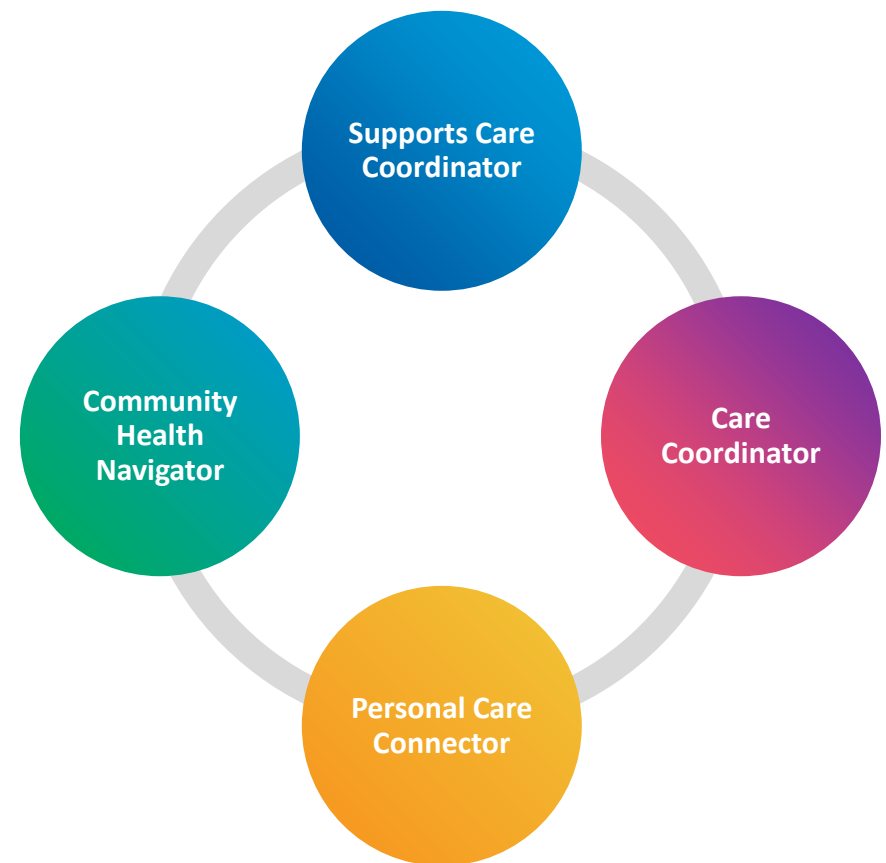 Supports Care
Coordinator
Community
Health
Navigator
Care
Coordinator
Personal Care
Connector